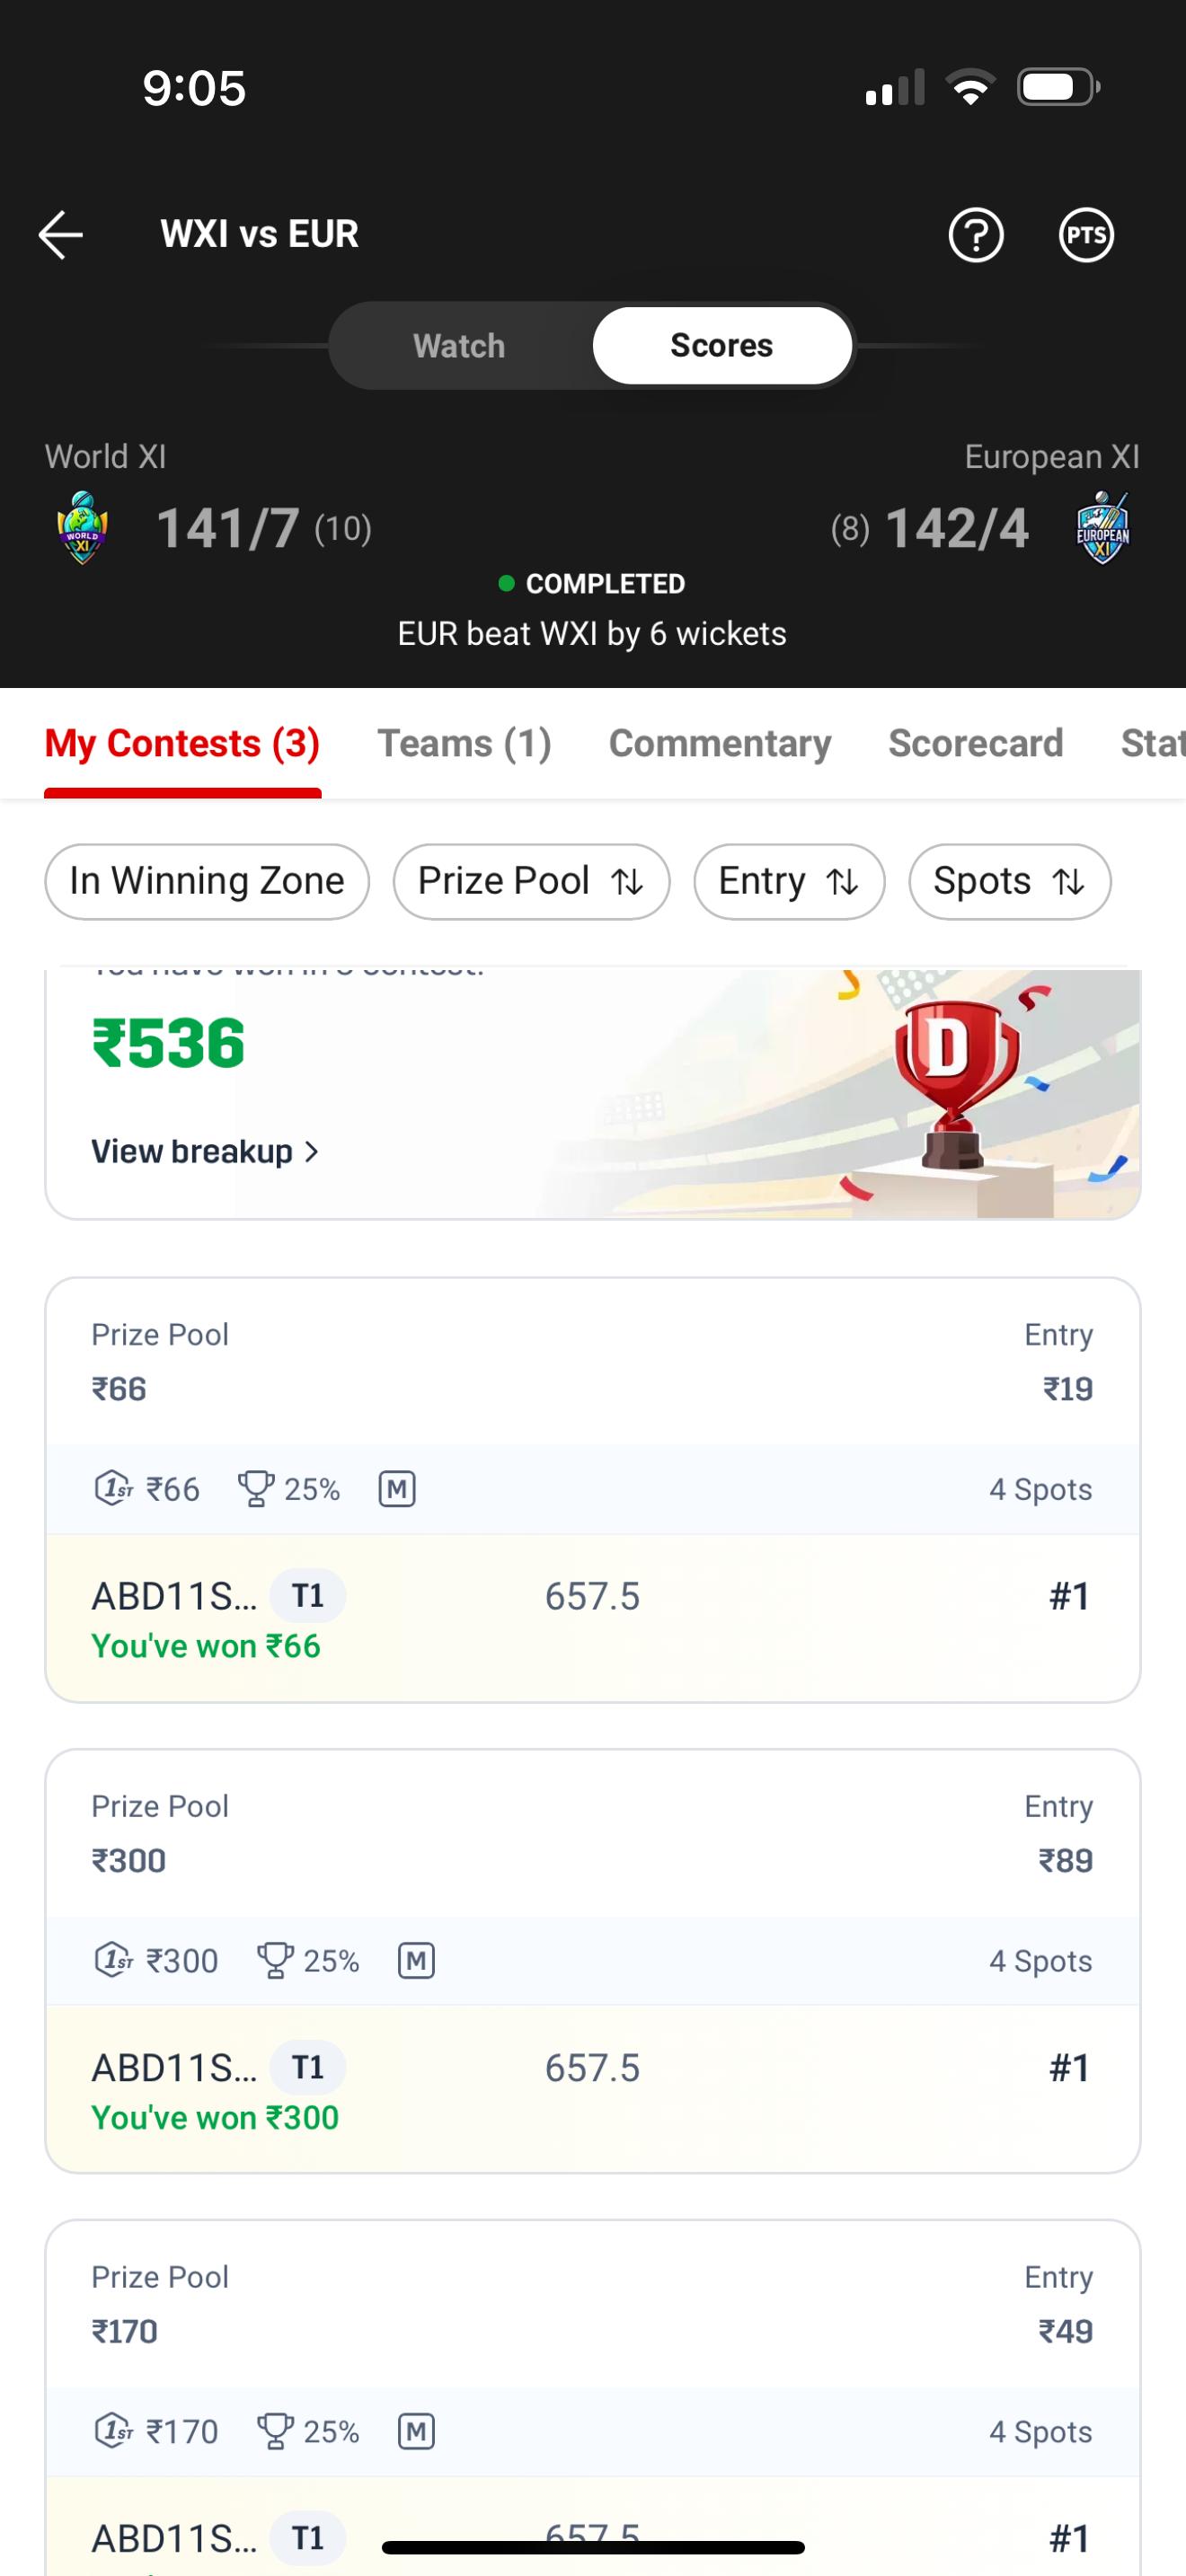 9:05
WXI vs EUR
PTS
Watch
Scores
World XI
European XI
WORLD XI
141/7 (10)
(8) 142/4
EUROPEAN XI
COMPLETED
EUR beat WXI by 6 wickets
My Contests (3)
Teams (1)
Commentary
Scorecard
Stat
In Winning Zone
Prize Pool
Entry
Spots
₹536
D
View breakup >
Prize Pool
Entry
₹66
₹19
1ST ₹66
25%
M
4 Spots
ABD11S... T1
657.5
#1
You've won ₹66
Prize Pool
Entry
₹300
₹89
1ST ₹300
25%
M
4 Spots
ABD11S... T1
657.5
#1
You've won ₹300
Prize Pool
Entry
₹170
₹49
1ST ₹170
25%
M
4 Spots
ABD11S... T1
657.5
#1